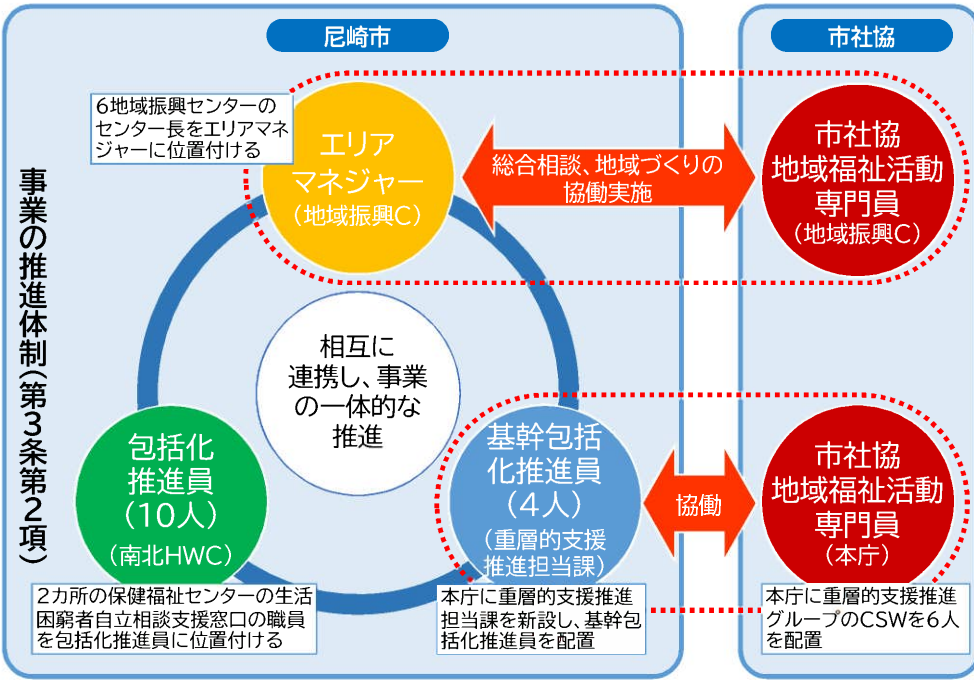 尼崎市
市社協
事業の推進体制(第3条第2項)
6地域振興センターの
センター長をエリアマネ
ジャーに位置付ける
エリア
マネジャー
(地域振興C)
総合相談、地域づくりの
協働実施
市社協
地域福祉活動
専門員
(地域振興C)
相互に
連携し、事業
の一体的な
推進
包括化
推進員
(10人)
(南北HWC)
基幹包括
化推進員
(4人)
(重層的支援
推進担当課)
協働
市社協
地域福祉活動
専門員
(本庁)
2カ所の保健福祉センターの生活
困窮者自立相談支援窓口の職員
を包括化推進員に位置付ける
本庁に重層的支援推進
担当課を新設し、基幹包
括化推進員を配置
本庁に重層的支援推進
グループのCSWを6人
を配置